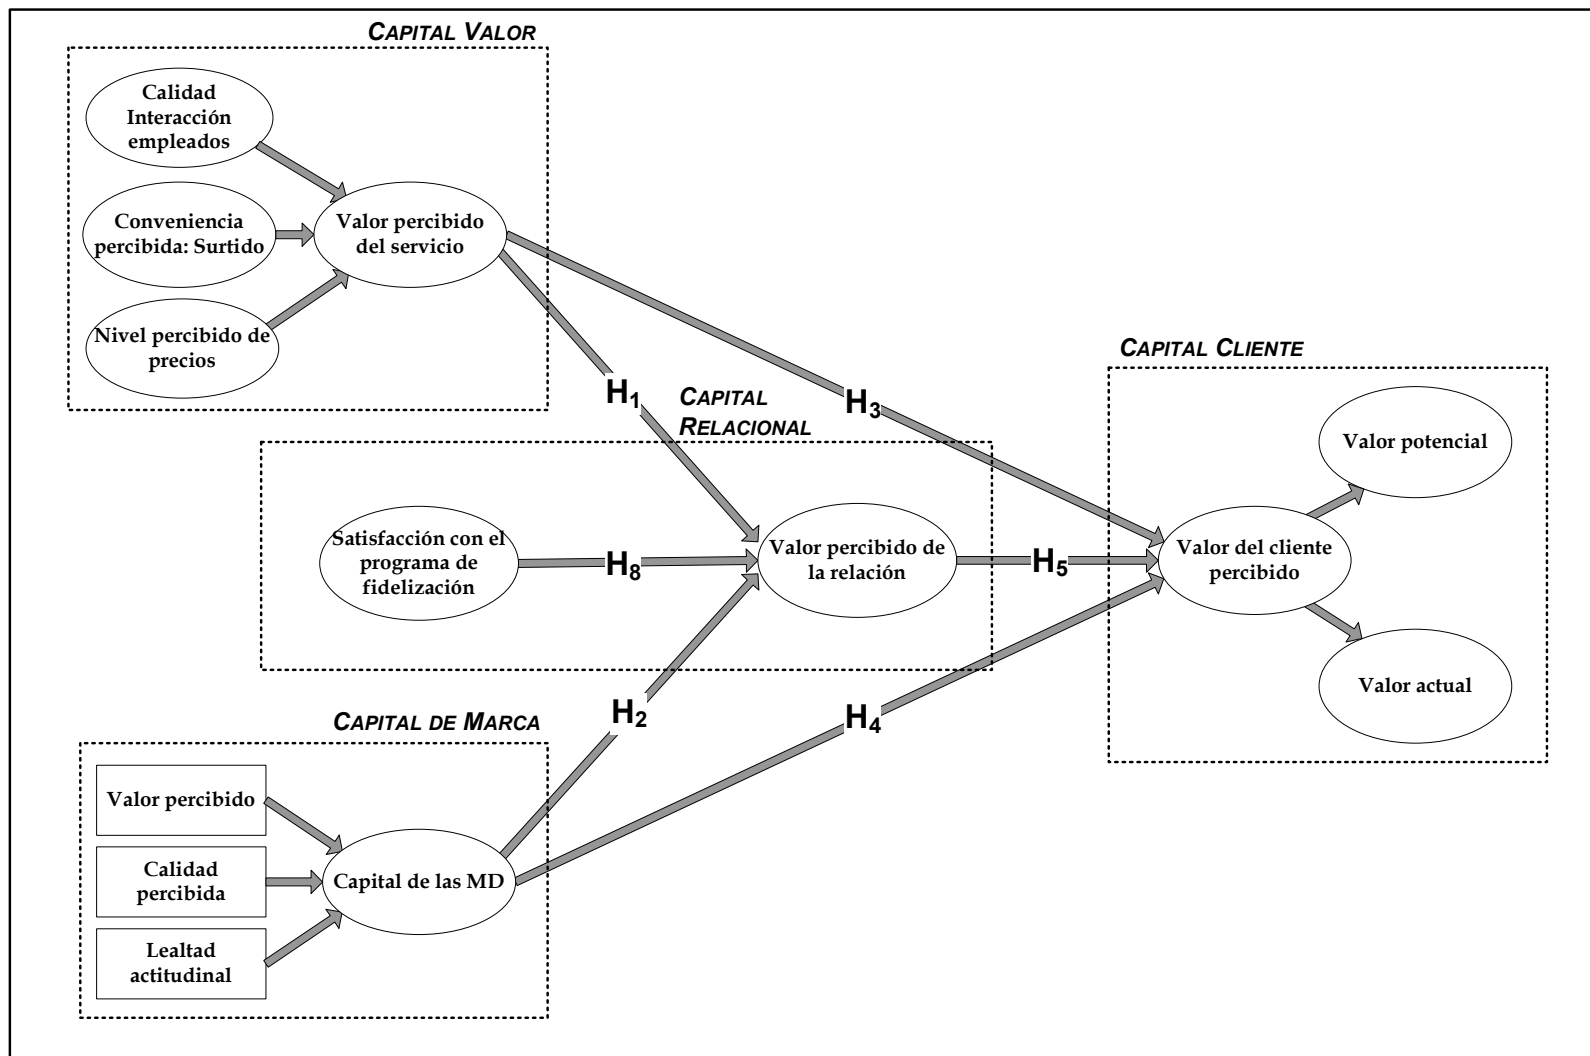 CAPITAL VALOR
Calidad
Interacción
empleados
Conveniencia
percibida: Surtido
Nivel percibido de
precios
Valor percibido
del servicio
H1
H3
CAPITAL
RELACIONAL
Satisfacción con el
programa de
fidelización
H8
Valor percibido de
la relación
H5
CAPITAL CLIENTE
Valor potencial
Valor del cliente
percibido
Valor actual
H2
H4
CAPITAL DE MARCA
Valor percibido
Calidad
percibida
Lealtad
actitudinal
Capital de las MD